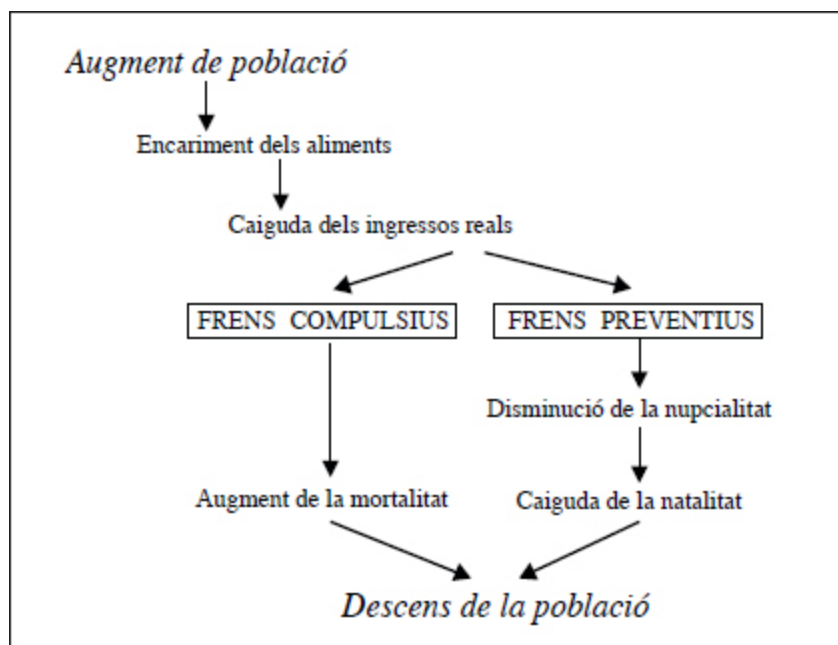 Augment de població
Encariment dels aliments
Caiguda dels ingressos reals
FRENS COMPULSIUS
FRENS PREVENTIUS
Disminució de la nupcialitat
Augment de la mortalitat
Caiguda de la natalitat
Descens de la població